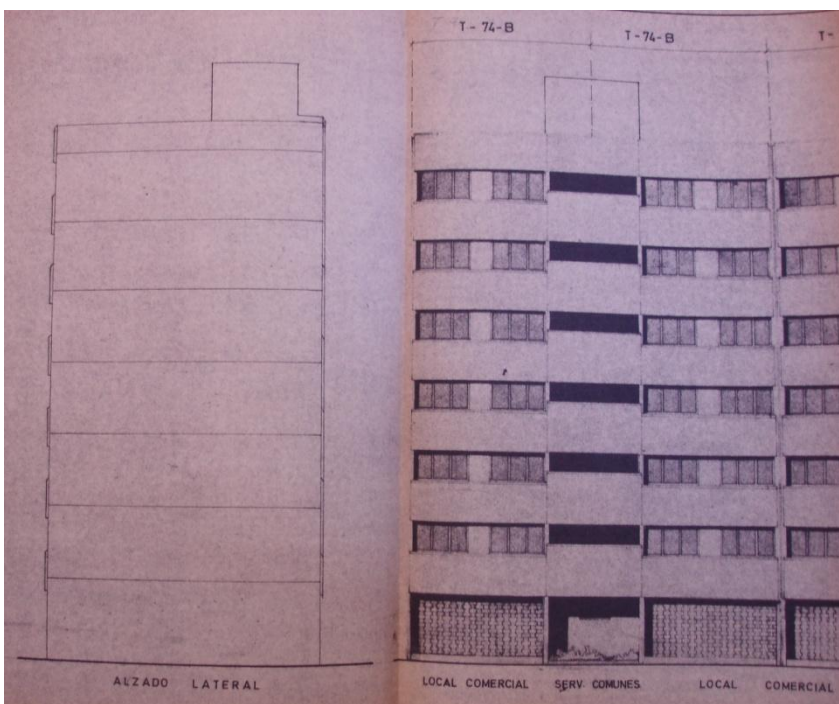 T-74-B T-74-B T-
ALZADO LATERAL
LOCAL COMERCIAL SERV. COMUNES LOCAL COMERCIAL